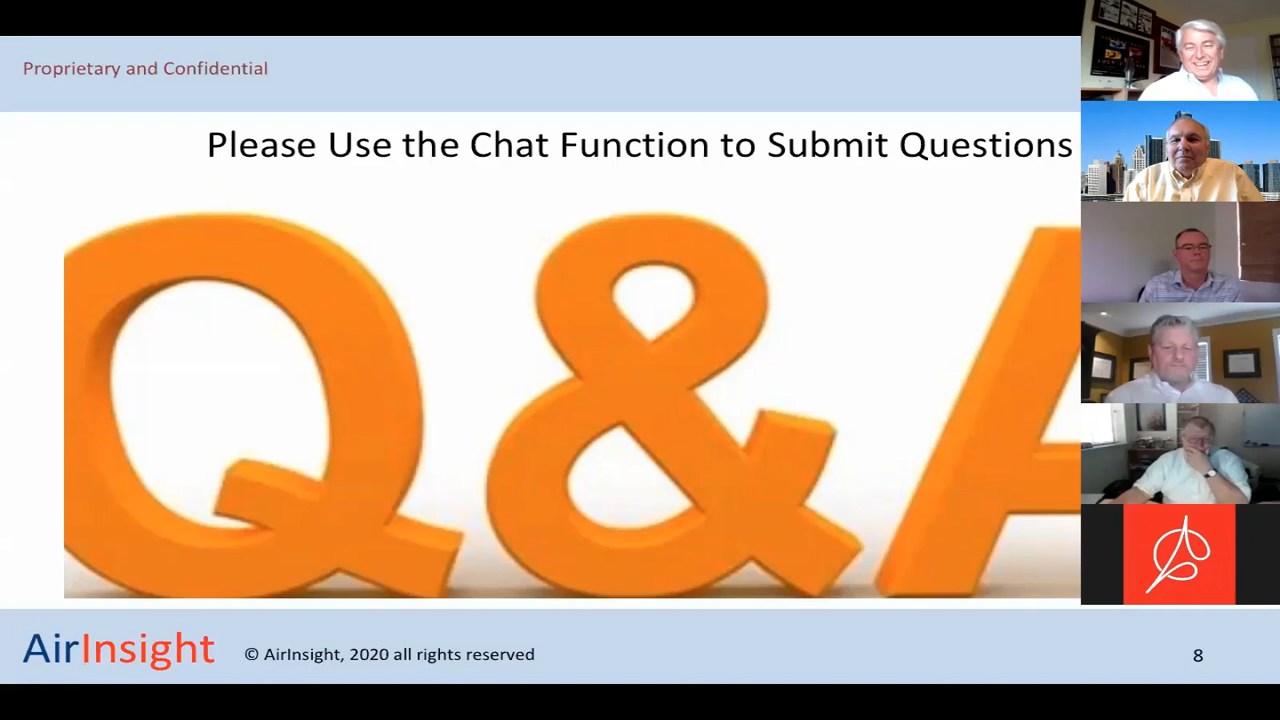 Proprietary and Confidential
Please Use the Chat Function to Submit Questions
Q&A
AirInsight
© AirInsight, 2020 all rights reserved
8